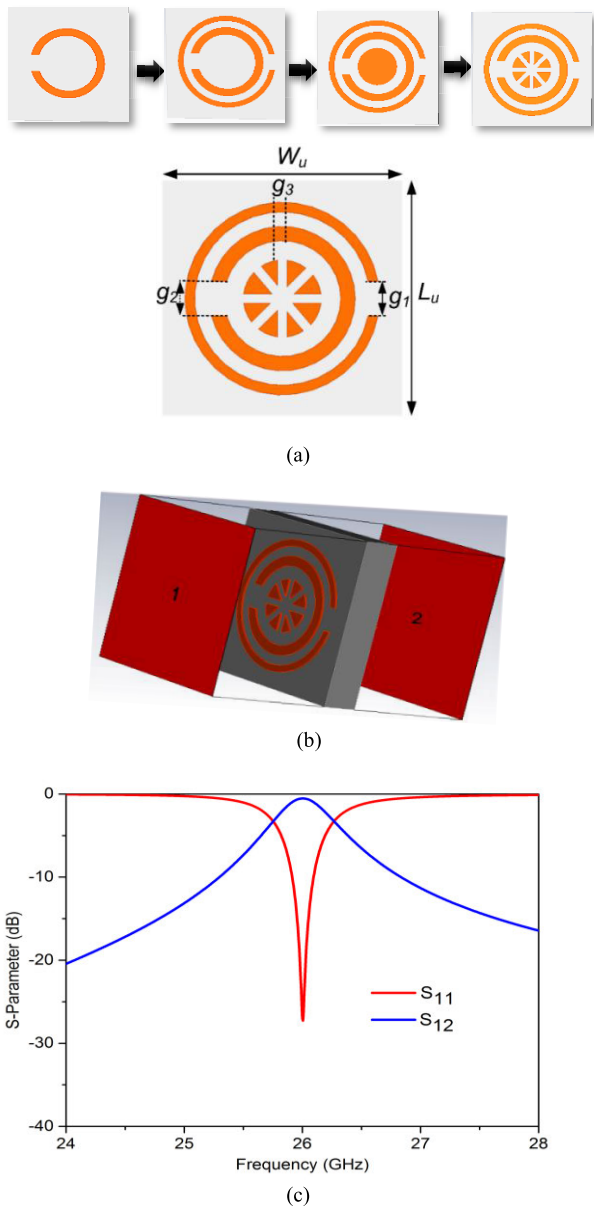 Wu
g3
g2
g1
Lu
(a)
1
2
(b)
0
-10
-20
-30
-40
S-Parameter (dB)
S11
S12
24
25
26
27
28
Frequency (GHz)
(c)